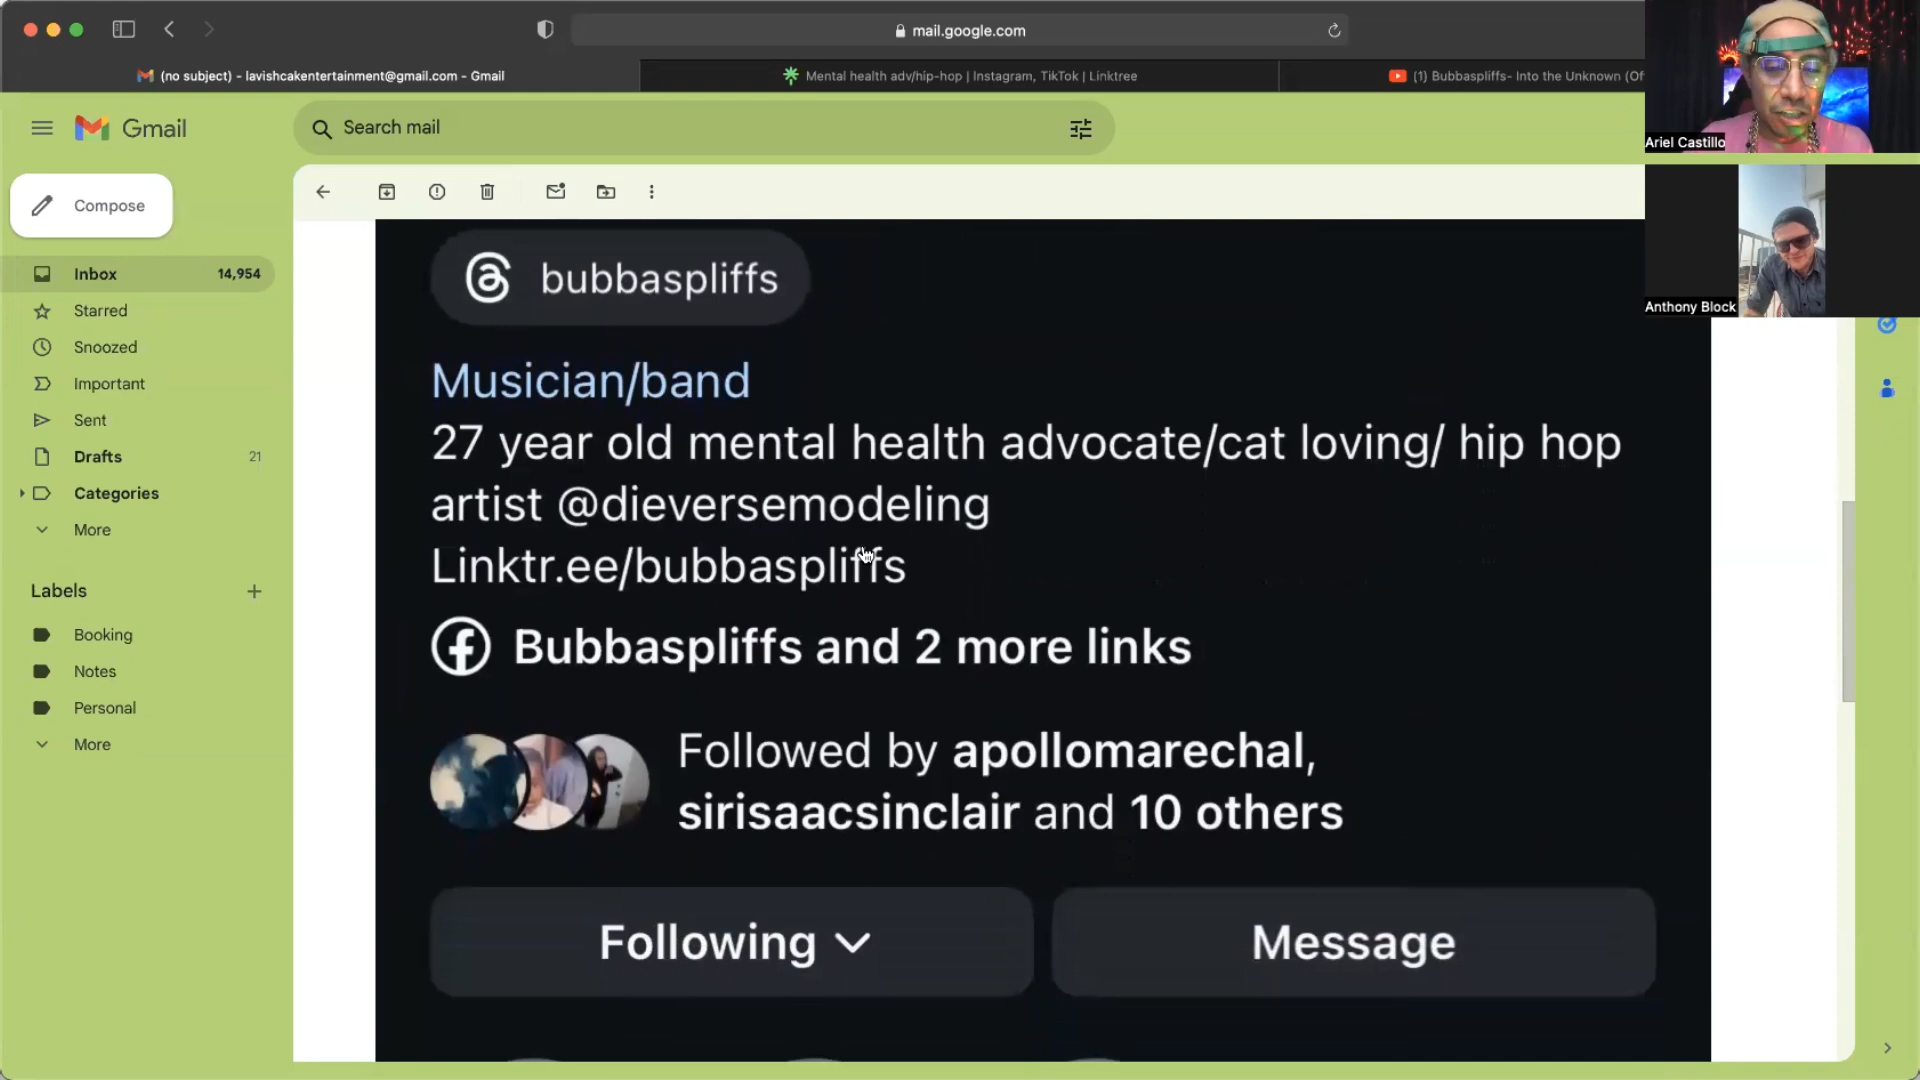 mail.google.com
(no subject) - lavishcakentertainment@gmail.com - Gmail
Mental health adv/hip-hop | Instagram, TikTok | Linktree
(1) Bubbaspliffs- Into the Unknown (Of
Ariel Castillo
Gmail
Search mail
Compose
Inbox 14,954
Starred
Snoozed
Important
Sent
Drafts 21
Categories
More
Labels
Booking
Notes
Personal
More
Anthony Block
bubbaspliffs
Musician/band
27 year old mental health advocate/cat loving/ hip hop
artist @dieversemodeling
Linktr.ee/bubbaspliffs
Bubbaspliffs and 2 more links
Followed by apollomarechal,
sirisaacsinclair and 10 others
Following
Message